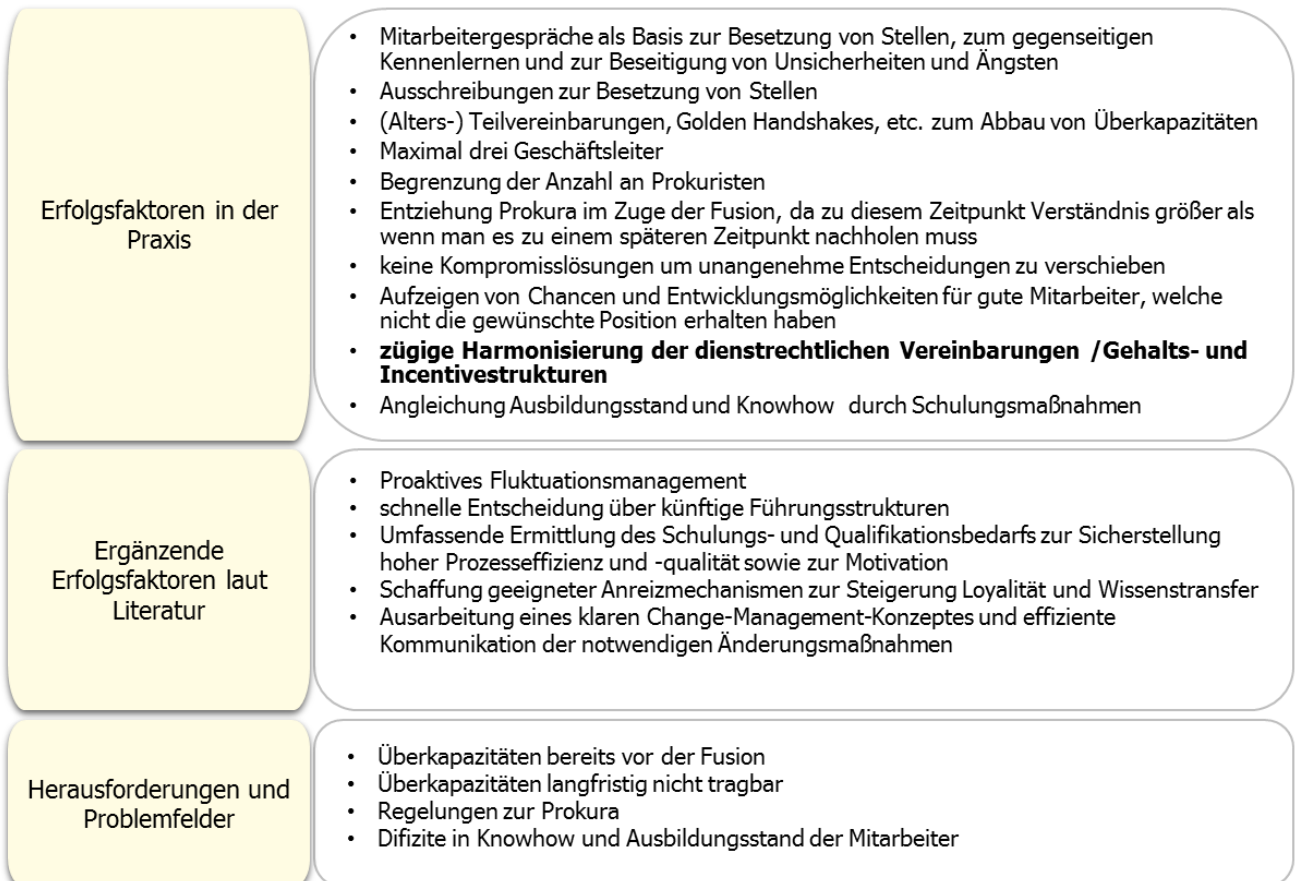 Erfolgsfaktoren in der
Praxis
• Mitarbeitergespräche als Basis zur Besetzung von Stellen, zum gegenseitigen
Kennenlernen und zur Beseitigung von Unsicherheiten und Ängsten
• Ausschreibungen zur Besetzung von Stellen
• (Alters-) Teilvereinbarungen, Golden Handshakes, etc. zum Abbau von Überkapazitäten
• Maximal drei Geschäftsleiter
• Begrenzung der Anzahl an Prokuristen
• Entziehung Prokura im Zuge der Fusion, da zu diesem Zeitpunkt Verständnis größer als
wenn man es zu einem späteren Zeitpunkt nachholen muss
• keine Kompromisslösungen um unangenehme Entscheidungen zu verschieben
• Aufzeigen von Chancen und Entwicklungsmöglichkeiten für gute Mitarbeiter, welche
nicht die gewünschte Position erhalten haben
• zügige Harmonisierung der dienstrechtlichen Vereinbarungen /Gehalts- und
Incentivestrukturen
• Angleichung Ausbildungsstand und Knowhow durch Schulungsmaßnahmen
Ergänzende
Erfolgsfaktoren laut
Literatur
• Proaktives Fluktuationsmanagement
• schnelle Entscheidung über künftige Führungsstrukturen
• Umfassende Ermittlung des Schulungs- und Qualifikationsbedarfs zur Sicherstellung
hoher Prozesseffizienz und -qualität sowie zur Motivation
• Schaffung geeigneter Anreizmechanismen zur Steigerung Loyalität und Wissenstransfer
• Ausarbeitung eines klaren Change-Management-Konzeptes und effiziente
Kommunikation der notwendigen Änderungsmaßnahmen
Herausforderungen und
Problemfelder
• Überkapazitäten bereits vor der Fusion
• Überkapazitäten langfristig nicht tragbar
• Regelungen zur Prokura
• Difizite in Knowhow und Ausbildungsstand der Mitarbeiter